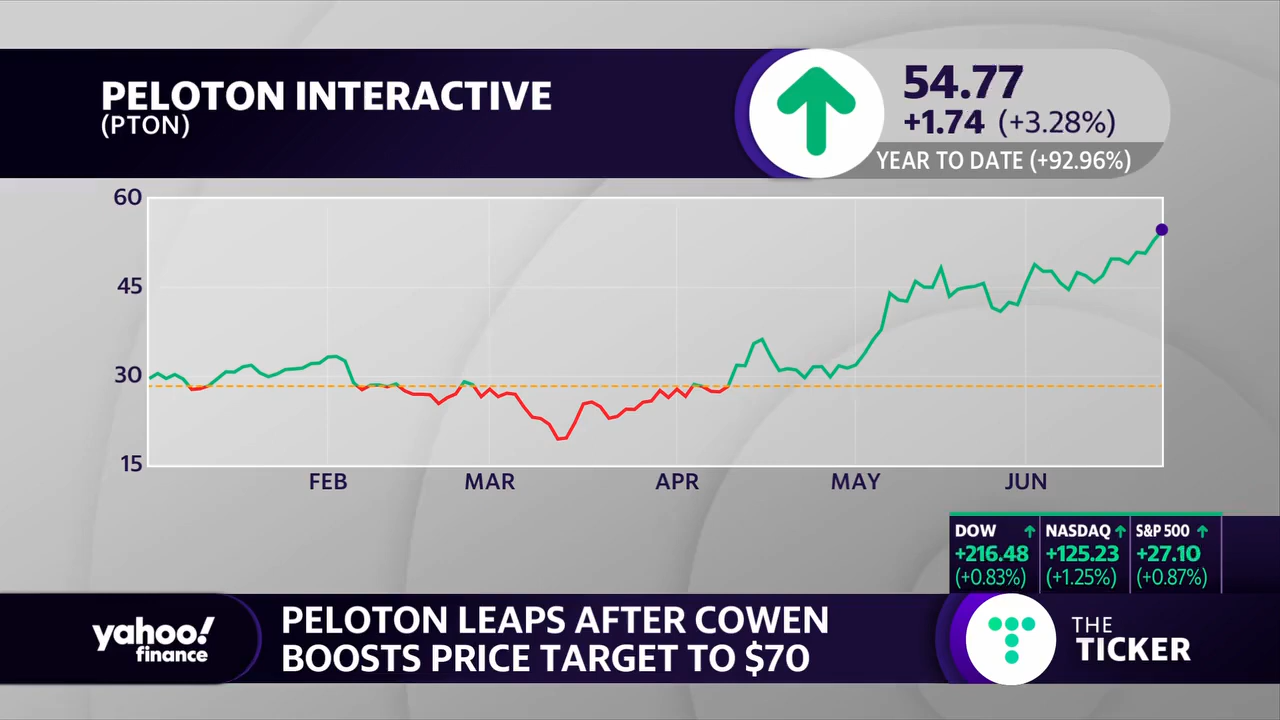 PELOTON INTERACTIVE
(PTON)
54.77
+1.74 (+3.28%)
YEAR TO DATE (+92.96%)
60
45
30
15
FEB MAR APR MAY JUN
DOW
+216.48
(+0.83%)
NASDAQ
+125.23
(+1.25%)
S&P 500
+27.10
(+0.87%)
yahoo!
finance
PELOTON LEAPS AFTER COWEN
BOOSTS PRICE TARGET TO $70
THE
TICKER